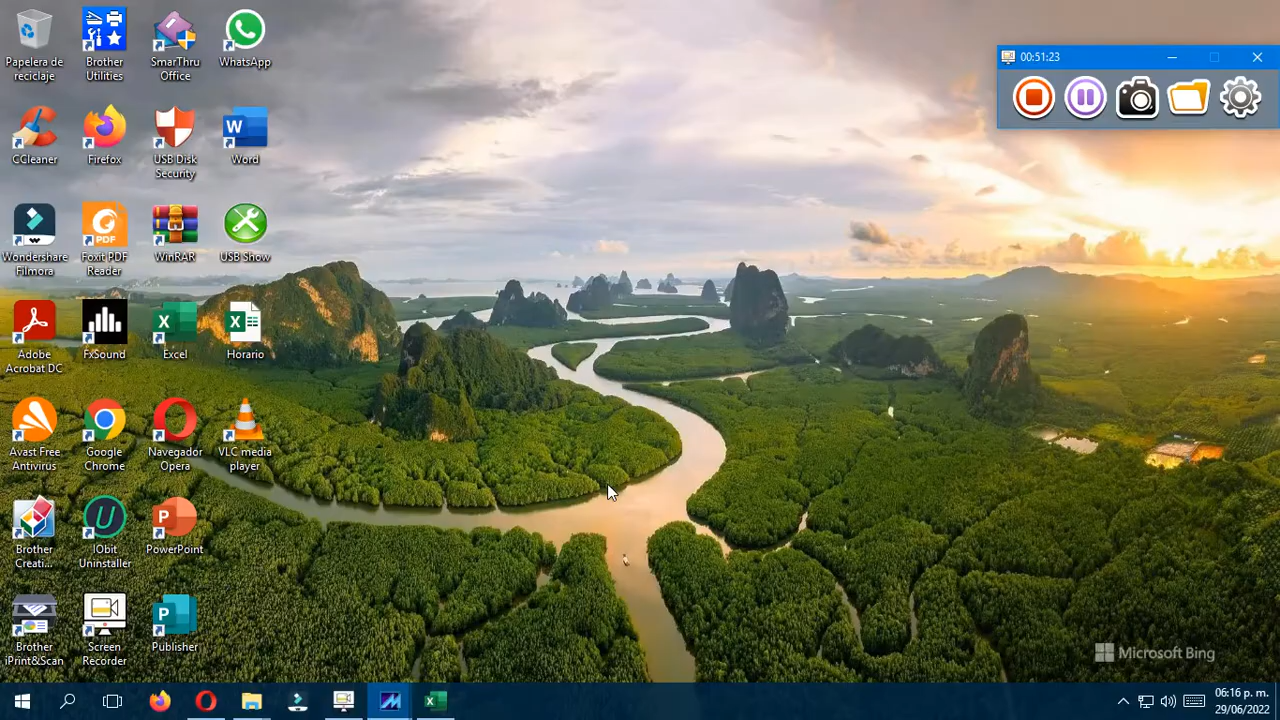 Papelera de
reciclaje
Brother
Utilities
SmarThru
Office
WhatsApp
CCleaner
Firefox
USB Disk
Security
W
Word
Wondershare
Filmora
PDF
Foxit PDF
Reader
WinRAR
USB Show
Adobe
Acrobat DC
FxSound
X
Excel
X
Horario
Avast Free
Antivirus
Google
Chrome
Navegador
Opera
VLC media
player
Brother
Creati...
U
IObit
Uninstaller
P
PowerPoint
Brother
iPrint&Scan
Screen
Recorder
P
Publisher
00:51:23
Microsoft Bing
X
06:16 p. m.
29/06/2022